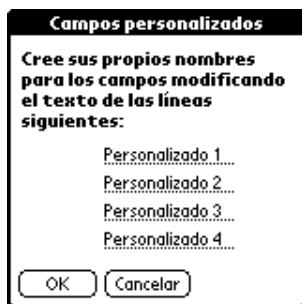 Campos personalizados
Cree sus propios nombres
para los campos modificando
el texto de las líneas
siguientes:
Personalizado 1
Personalizado 2
Personalizado 3
Personalizado 4
OK Cancelar